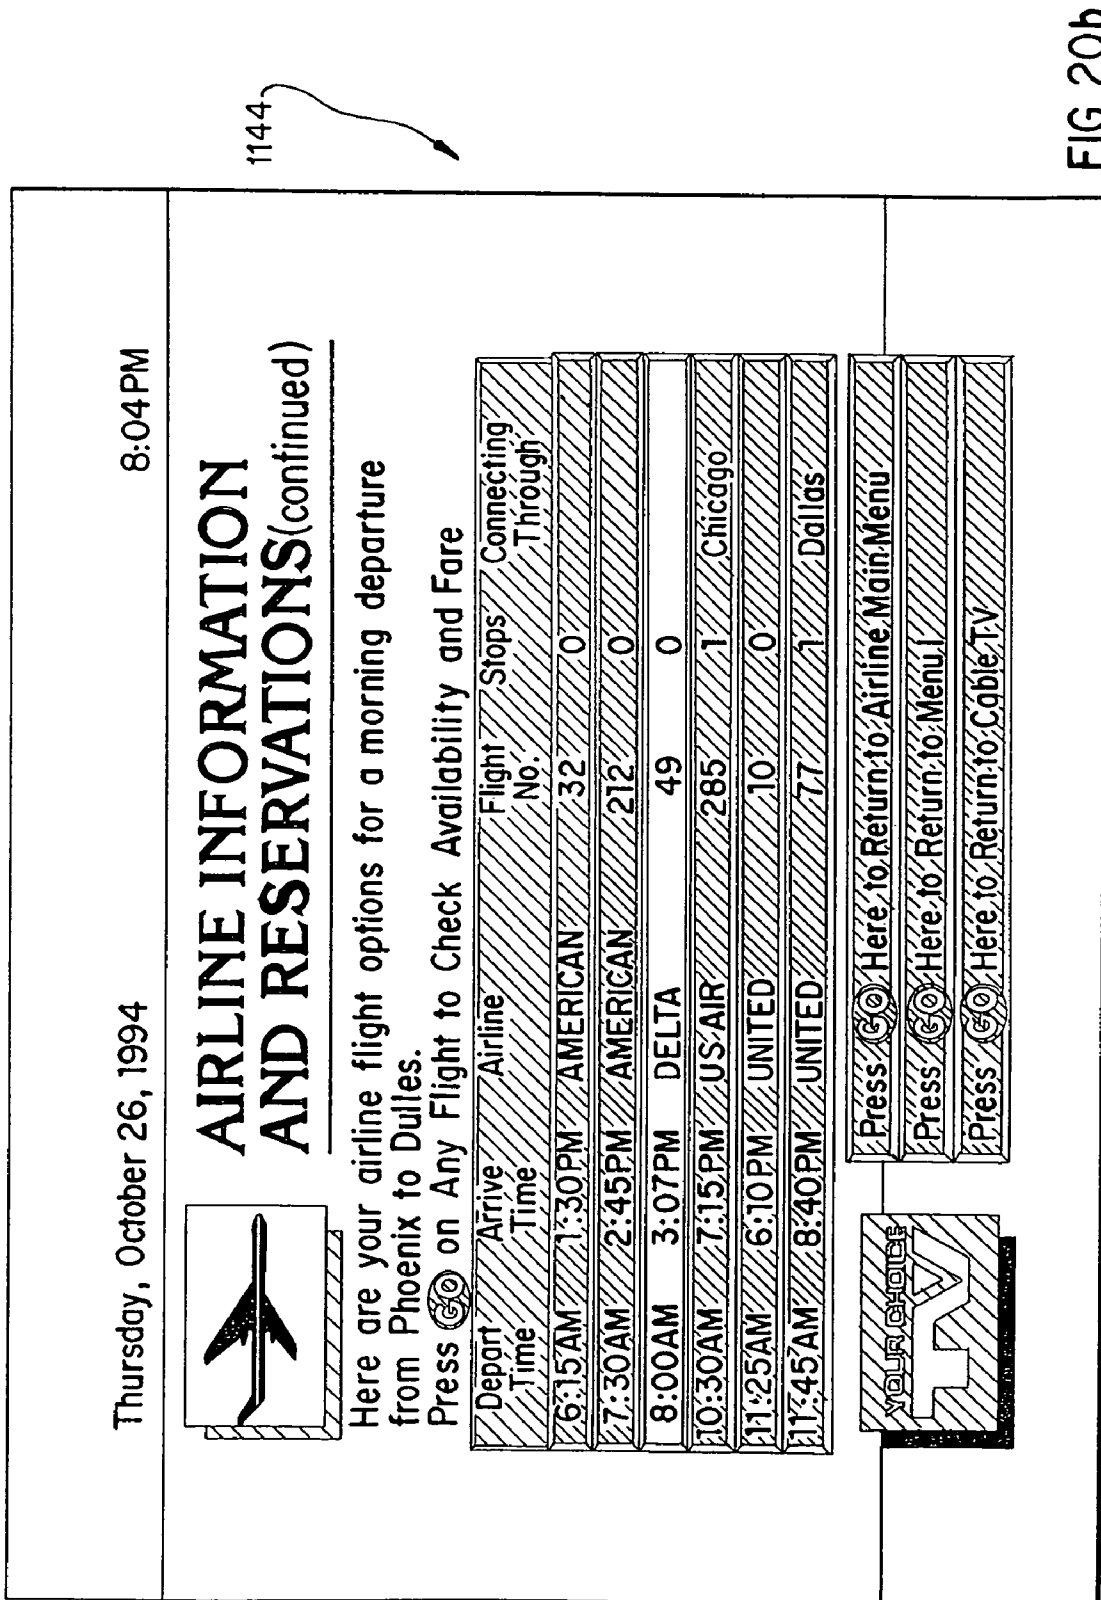 1144
Thursday, October 26, 1994 8:04PM
AIRLINE INFORMATION
AND RESERVATIONS (continued)
Here are your airline flight options for a morning departure
from Phoenix to Dulles.
Press GO on Any Flight to Check Availability and Fare
Depart Time Arrive Time Airline Flight No. Stops Connecting Through
6:15AM 1:30PM AMERICAN 32 0
7:30AM 2:45PM AMERICAN 212 0
8:00AM 3:07PM DELTA 49 0
10:30AM 7:15PM US AIR 285 1 Chicago
11:25AM 6:10PM UNITED 10 0
11:45AM 8:40PM UNITED 77 1 Dallas
Press GO Here to Return to Airline Main Menu
Press GO Here to Return to Menu
Press GO Here to Return to Cable TV
YOUR CHOICE
TV
FIG 20b